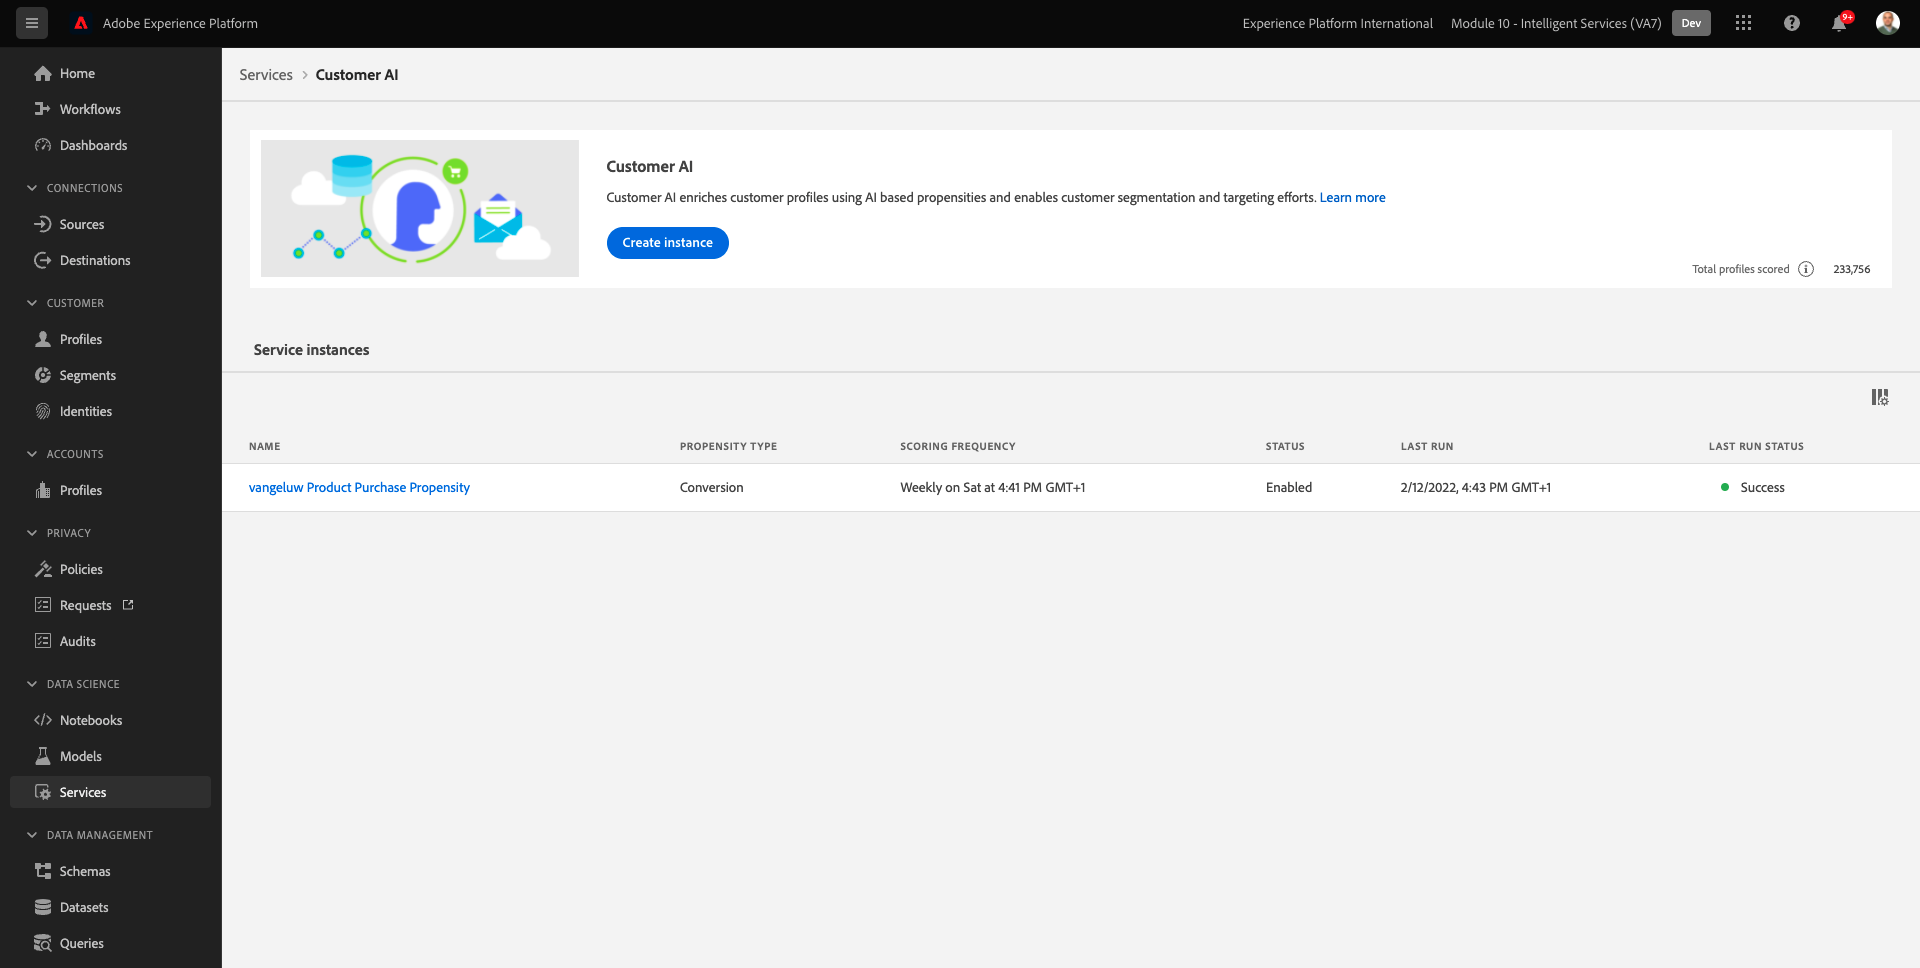 Adobe Experience Platform
Experience Platform International
Module 10 - Intelligent Services (VA7)
Dev
9+
Home
Workflows
Dashboards
CONNECTIONS
Sources
Destinations
CUSTOMER
Profiles
Segments
Identities
ACCOUNTS
Profiles
PRIVACY
Policies
Requests
Audits
DATA SCIENCE
Notebooks
Models
Services
DATA MANAGEMENT
Schemas
Datasets
Queries
Services > Customer AI
Customer AI
Customer AI enriches customer profiles using AI based propensities and enables customer segmentation and targeting efforts. Learn more
Create instance
Total profiles scored 233,756
Service instances
NAME PROPENSITY TYPE SCORING FREQUENCY STATUS LAST RUN LAST RUN STATUS
vangeluw Product Purchase Propensity Conversion Weekly on Sat at 4:41 PM GMT+1 Enabled 2/12/2022, 4:43 PM GMT+1 Success